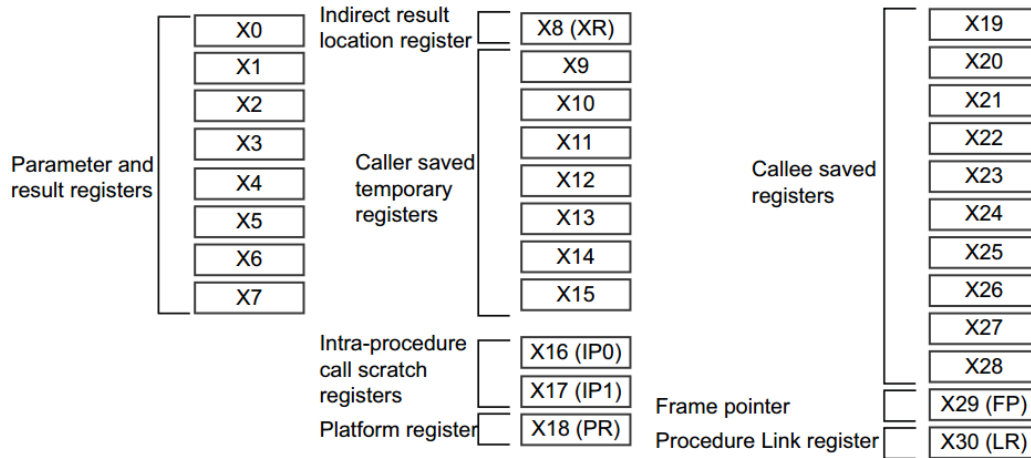 Parameter and
result registers
X0
X1
X2
X3
X4
X5
X6
X7
Indirect result
location register
X8 (XR)
Caller saved
temporary
registers
X9
X10
X11
X12
X13
X14
X15
Intra-procedure
call scratch
registers
X16 (IP0)
X17 (IP1)
Platform register
X18 (PR)
Callee saved
registers
X19
X20
X21
X22
X23
X24
X25
X26
X27
X28
Frame pointer
X29 (FP)
Procedure Link register
X30 (LR)